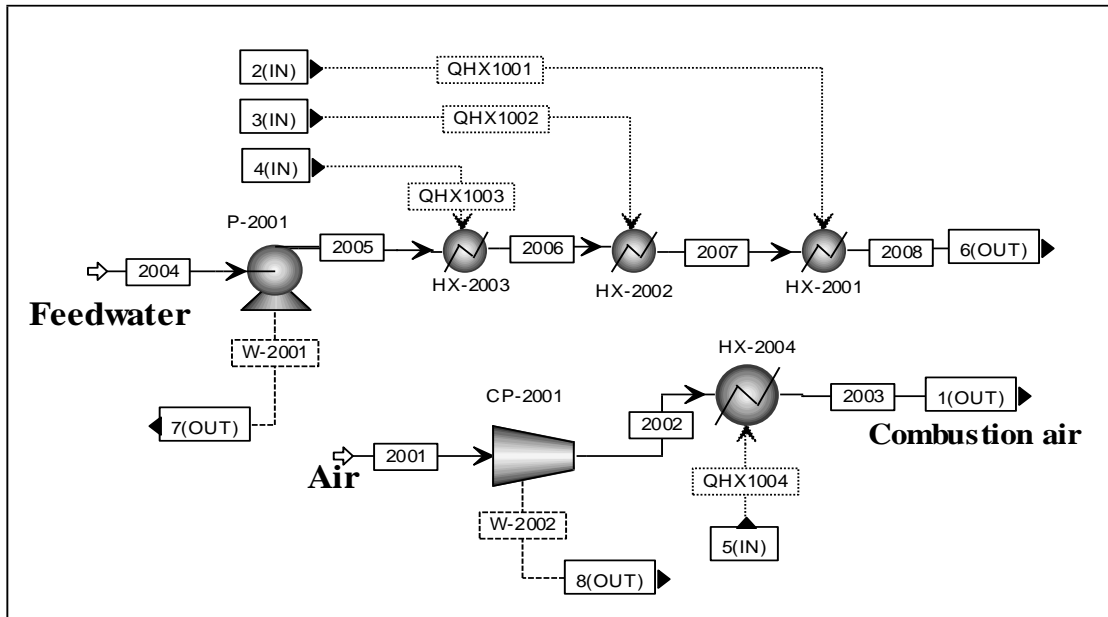 2(IN)
QHX1001
3(IN)
QHX1002
4(IN)
QHX1003
P-2001
2004
2005
HX-2003
2006
HX-2002
2007
HX-2001
2008
6(OUT)
Feedwater
W-2001
7(OUT)
HX-2004
CP-2001
2002
2003
1(OUT)
Combustion air
Air
2001
QHX1004
W-2002
5(IN)
8(OUT)